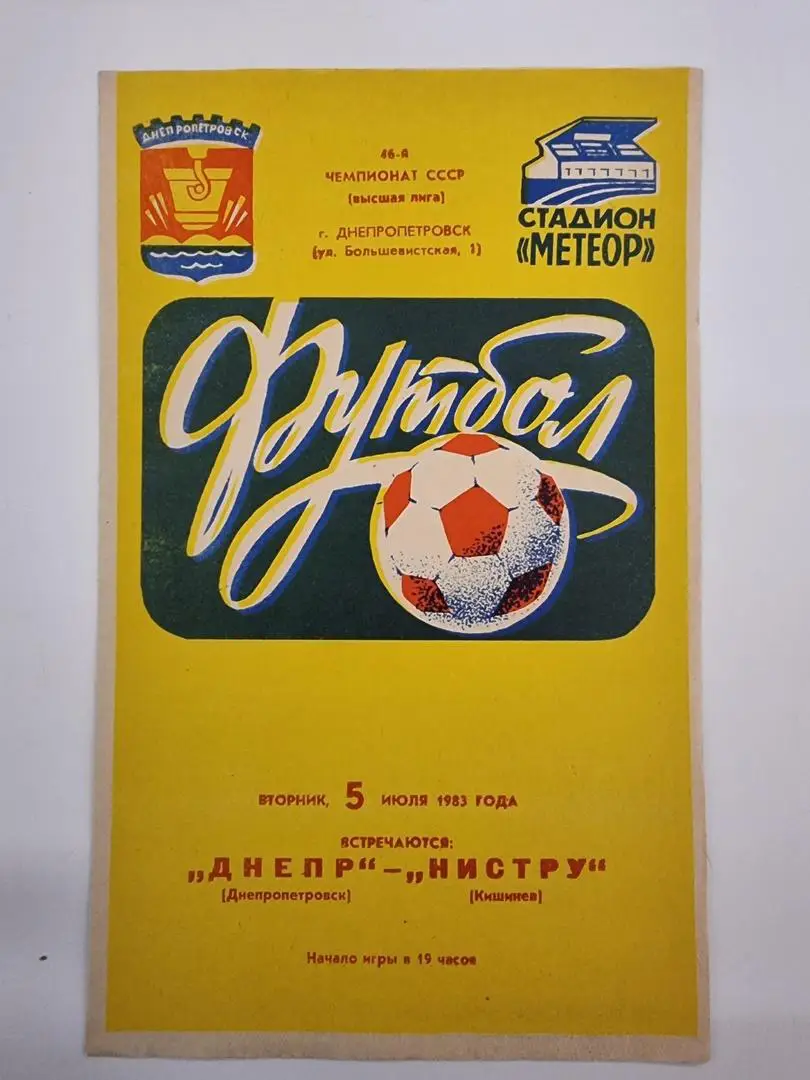 ДНЕПРОПЕТРОВСК
46-Й
ЧЕМПИОНАТ СССР
(высшая лига)
г. ДНЕПРОПЕТРОВСК
(ул. Большевистская, 1)
СТАДИОН
«МЕТЕОР»
Футбол
ВТОРНИК, 5 ИЮЛЯ 1983 ГОДА
ВСТРЕЧАЮТСЯ:
„ДНЕПР“ – „НИСТРУ“
(Днепропетровск) (Кишинев)
Начало игры в 19 часов